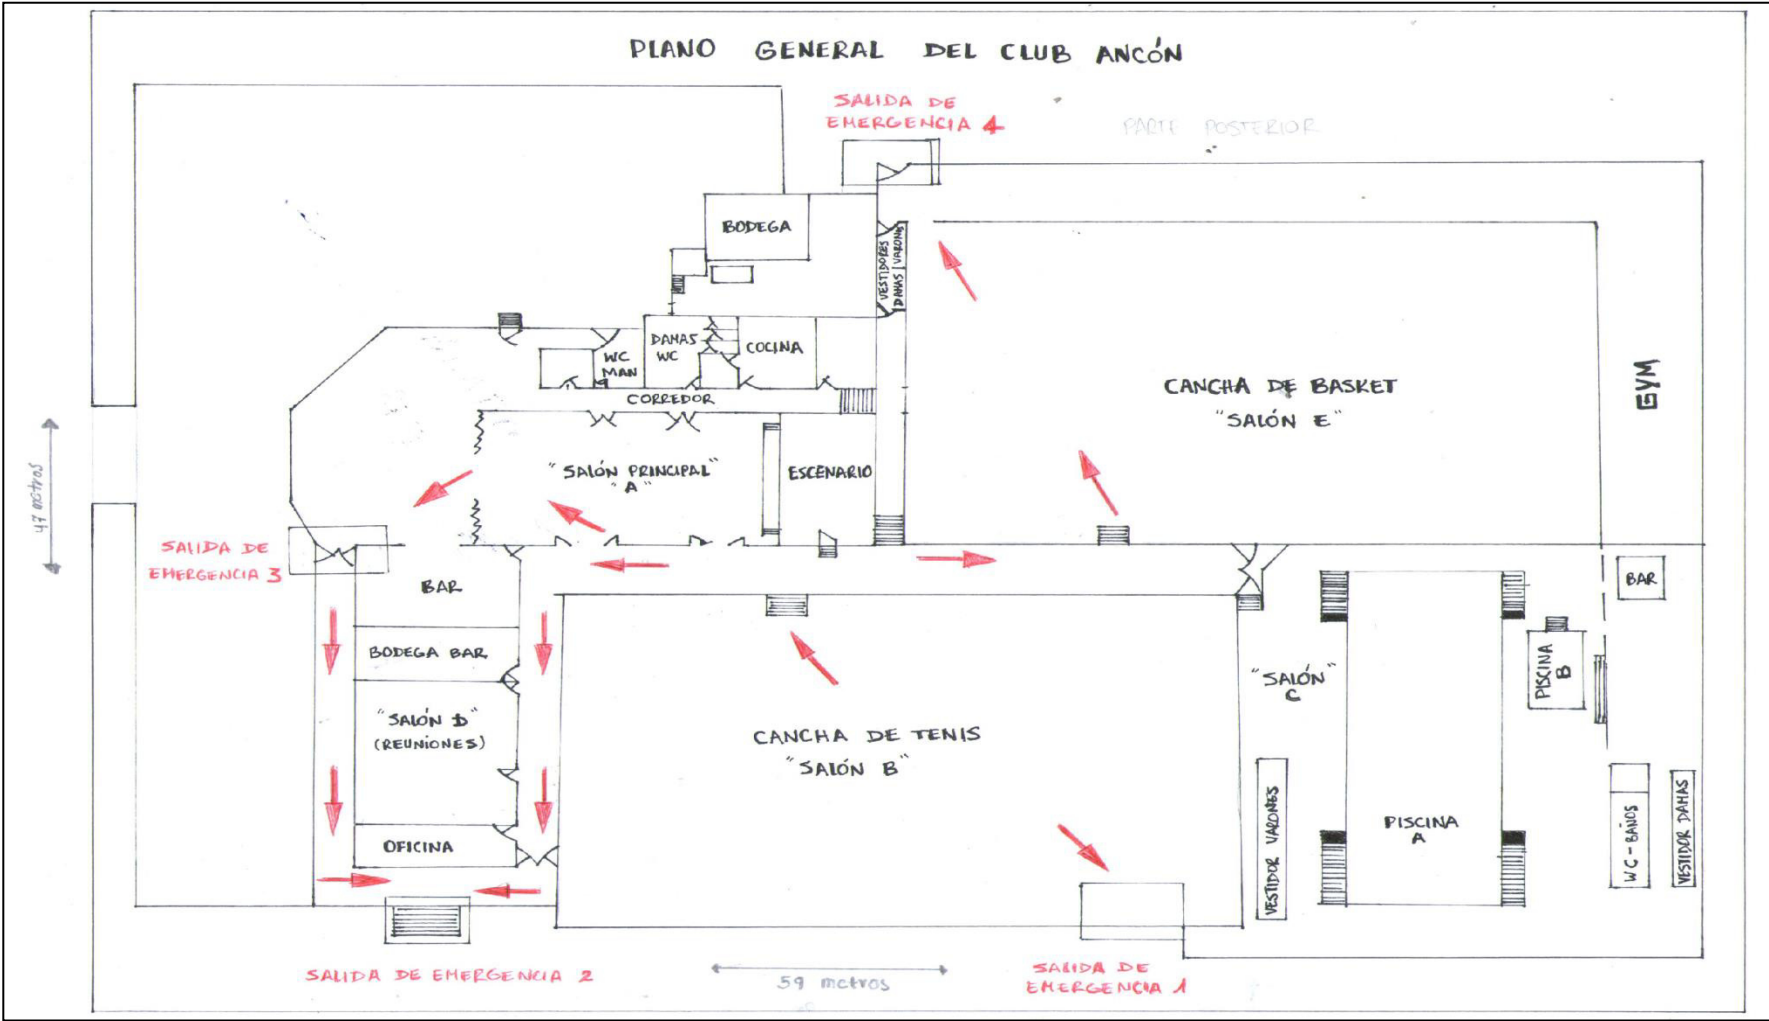 PLANO GENERAL DEL CLUB ANCÓN
SALIDA DE
EMERGENCIA 4
PARTE POSTERIOR
BODEGA
VESTIDORES
DAMAS | VARONES
WC
MAN
DAMAS
WC
COCINA
CORREDOR
CANCHA DE BASKET
"SALÓN E"
GYM
"SALÓN PRINCIPAL"
"A"
ESCENARIO
47 metros
SALIDA DE
EMERGENCIA 3
BAR
BAR
BODEGA BAR
"SALÓN D"
(REUNIONES)
OFICINA
CANCHA DE TENIS
"SALÓN B"
"SALÓN"
C
PISCINA
B
PISCINA
A
VESTIDOR VARONES
WC - BAÑOS
VESTIDOR DAMAS
SALIDA DE EMERGENCIA 2
59 metros
SALIDA DE
EMERGENCIA 1